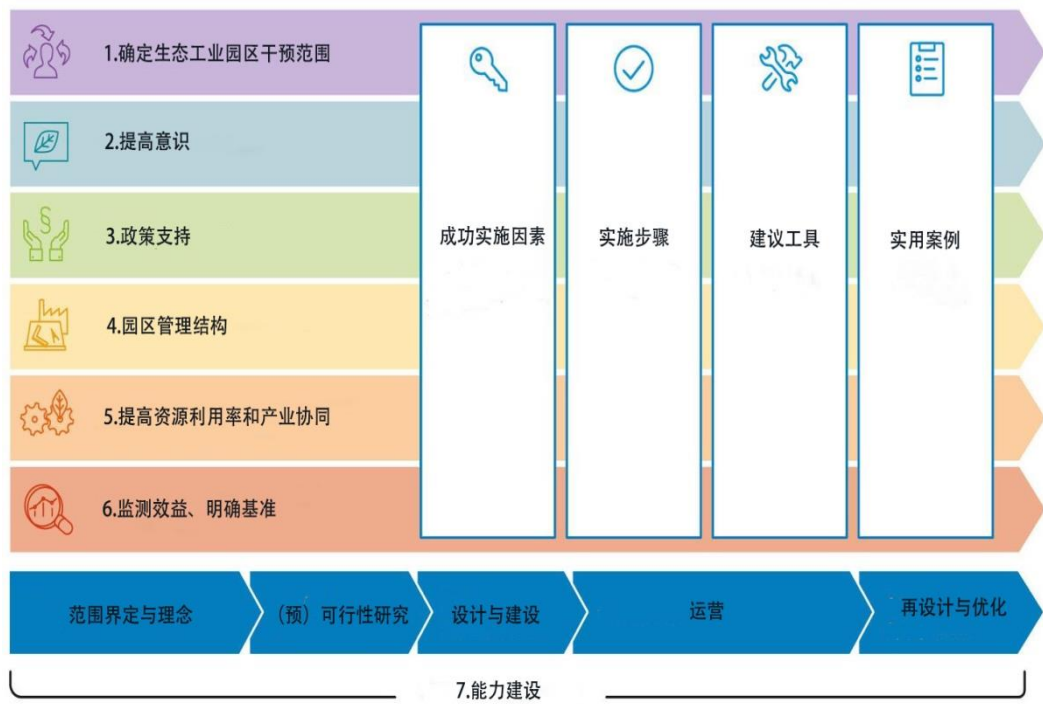 1.确定生态工业园区干预范围
2.提高意识
3.政策支持
4.园区管理结构
5.提高资源利用率和产业协同
6.监测效益、明确基准
成功实施因素
实施步骤
建议工具
实用案例
范围界定与理念
（预）可行性研究
设计与建设
运营
再设计与优化
7.能力建设